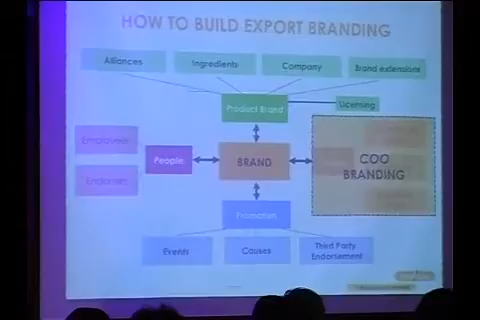 HOW TO BUILD EXPORT BRANDING
Alliances
Ingredients
Company
Brand extensions
Product Brand
Licensing
Employees
People
BRAND
COO
BRANDING
Endorsers
Promotion
Events
Causes
Third Party
Endorsement